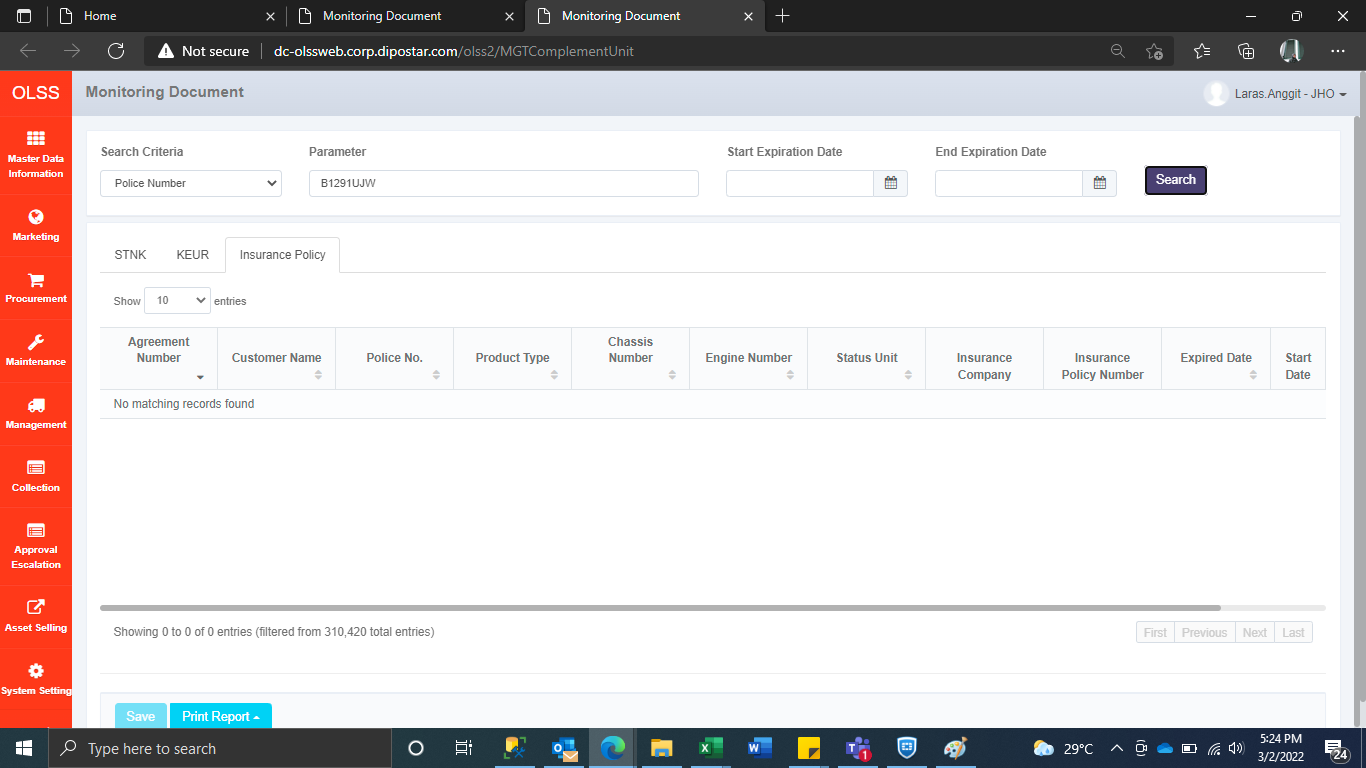 Home
Monitoring Document
Monitoring Document
Not secure
dc-olssweb.corp.dipostar.com/olss2/MGTComplementUnit
OLSS
Monitoring Document
Laras.Anggit - JHO
Master Data
Information
Marketing
Procurement
Maintenance
Management
Collection
Approval
Escalation
Asset Selling
System Setting
Search Criteria
Parameter
Start Expiration Date
End Expiration Date
Police Number
B1291UJW
Search
STNK
KEUR
Insurance Policy
Show 10 entries
Agreement
Number
Customer Name
Police No.
Product Type
Chassis
Number
Engine Number
Status Unit
Insurance
Company
Insurance
Policy Number
Expired Date
Start
Date
No matching records found
Showing 0 to 0 of 0 entries (filtered from 310,420 total entries)
First
Previous
Next
Last
Save
Print Report
Type here to search
1
29°C
5:24 PM
3/2/2022
24